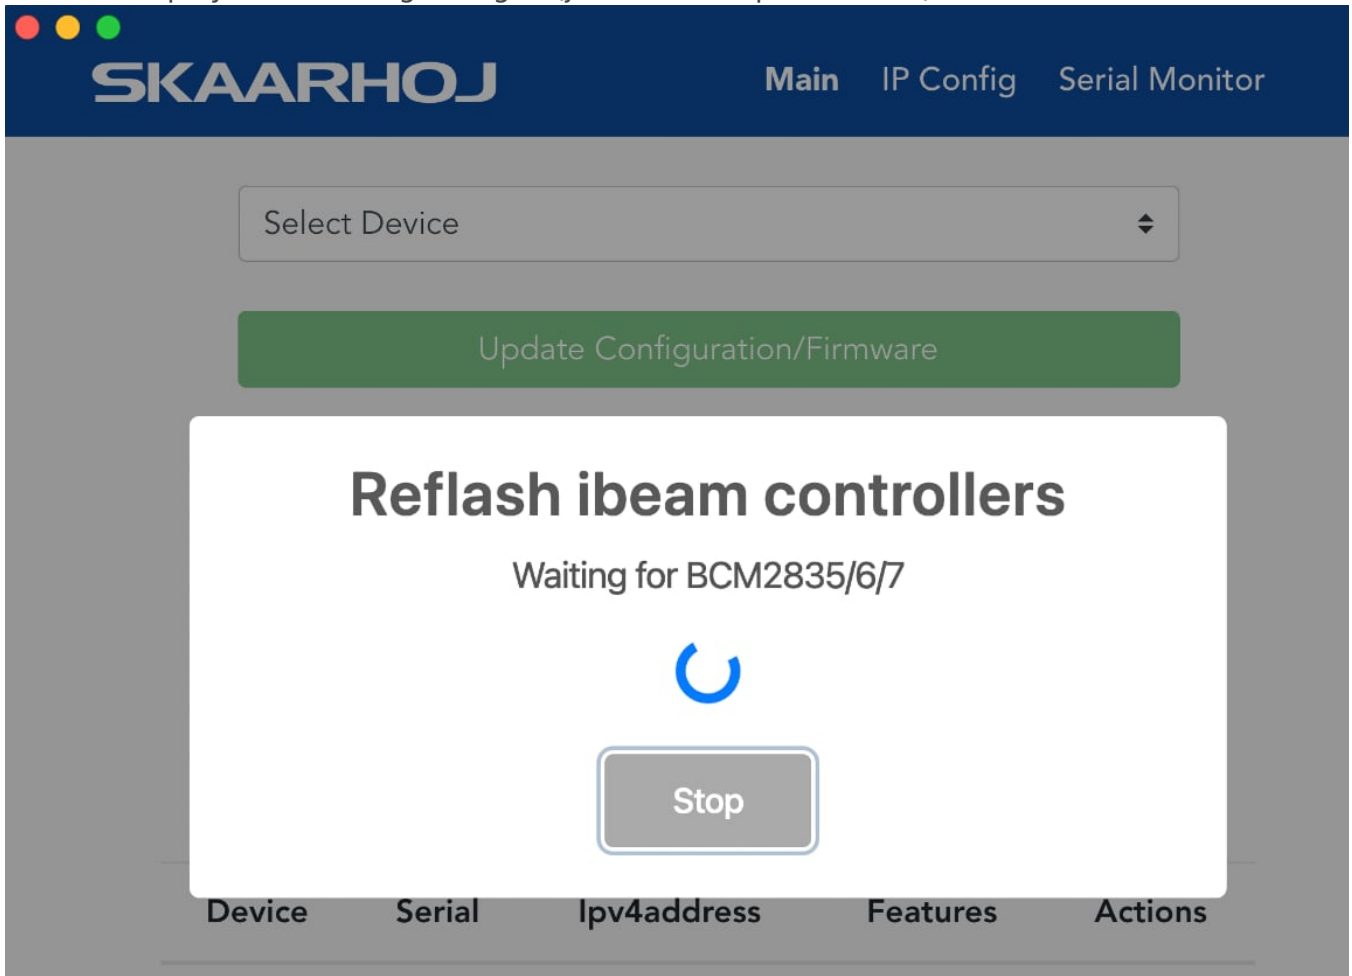 SKAARHOJ Main IP Config Serial Monitor
Select Device
Update Configuration/Firmware
Reflash ibeam controllers
Waiting for BCM2835/6/7
Stop
Device Serial Ipv4address Features Actions